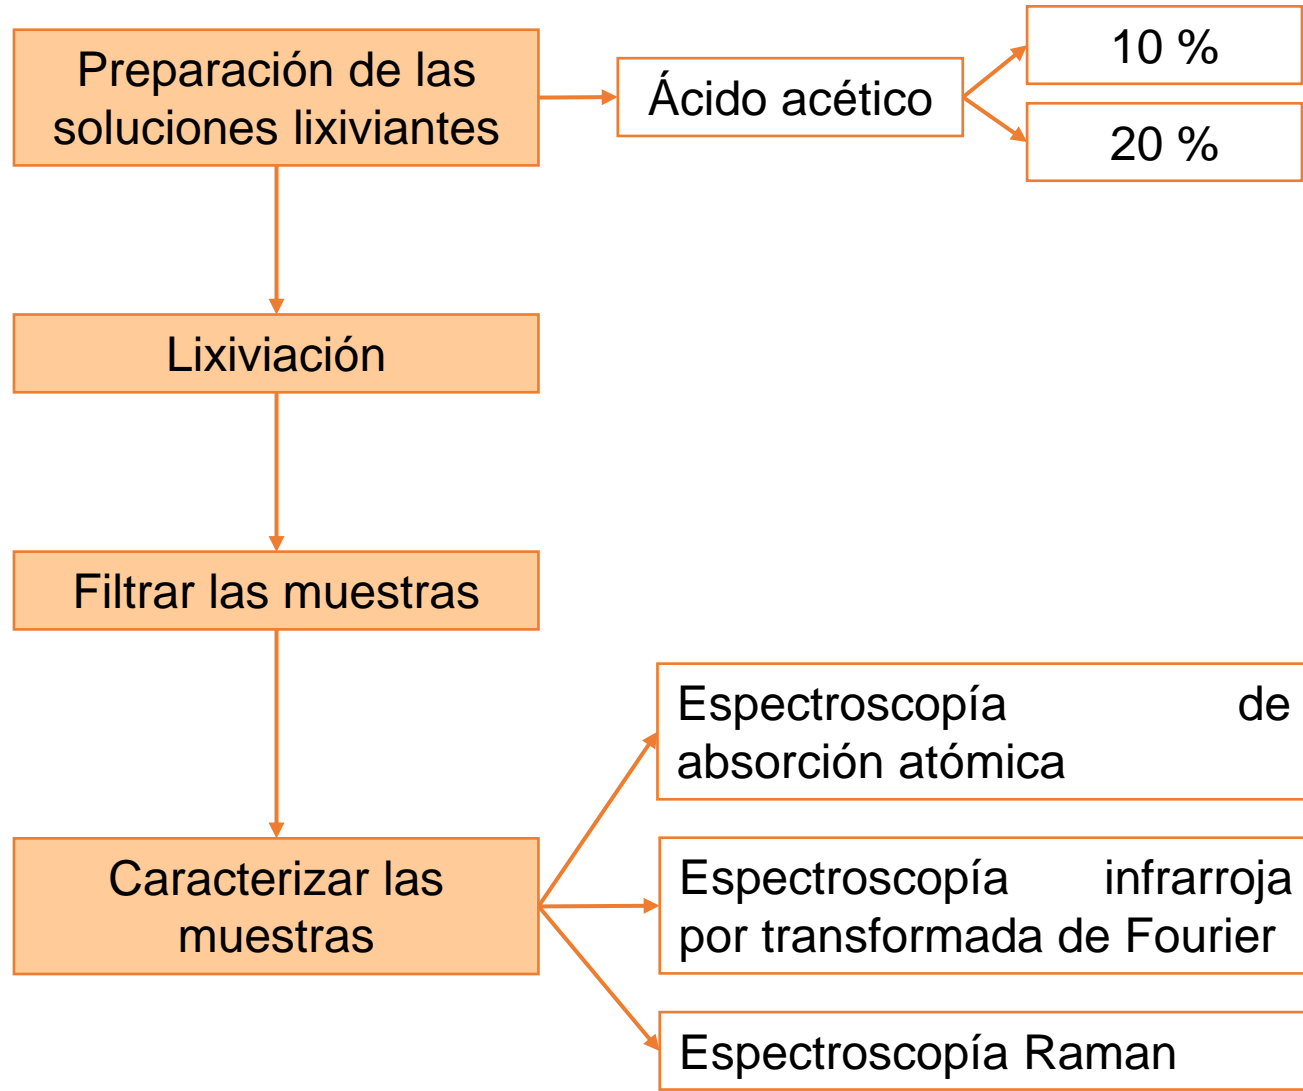 Preparación de las
soluciones lixiviantes
Ácido acético
10 %
20 %
Lixiviación
Filtrar las muestras
Caracterizar las
muestras
Espectroscopía de
absorción atómica
Espectroscopía infrarroja
por transformada de Fourier
Espectroscopía Raman